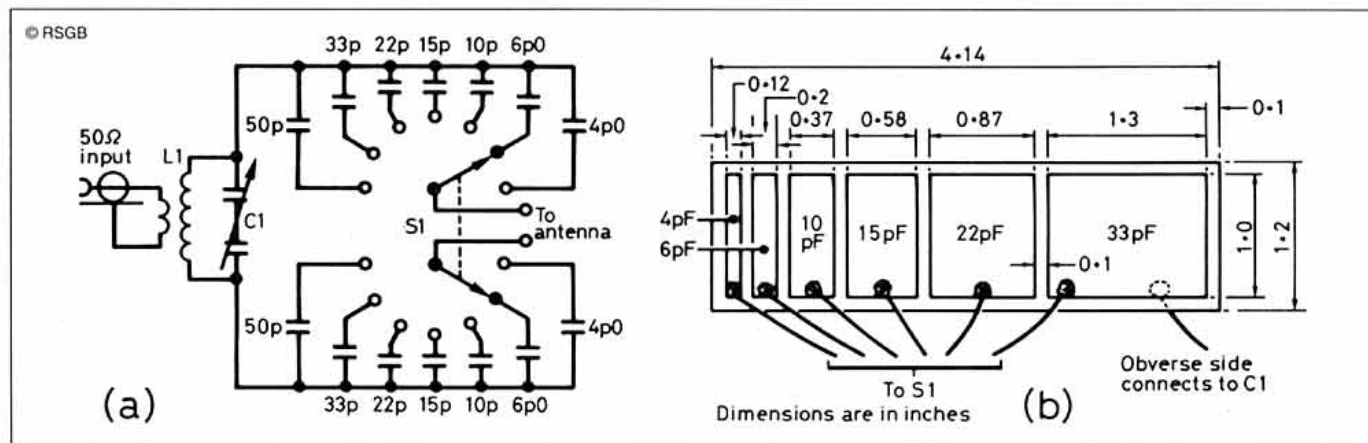 © RSGB
33p 22p 15p 10p 6p0
50p
4p0
50Ω
input
L1
C1
S1
To
antenna
50p
4p0
33p 22p 15p 10p 6p0
(a)
4·14
0·12
0·2
0·37
0·58
0·87
1·3
0·1
4pF
6pF
10
pF
15pF
22pF
33pF
0·1
1·0
1·2
To S1
Dimensions are in inches
Obverse side
connects to C1
(b)